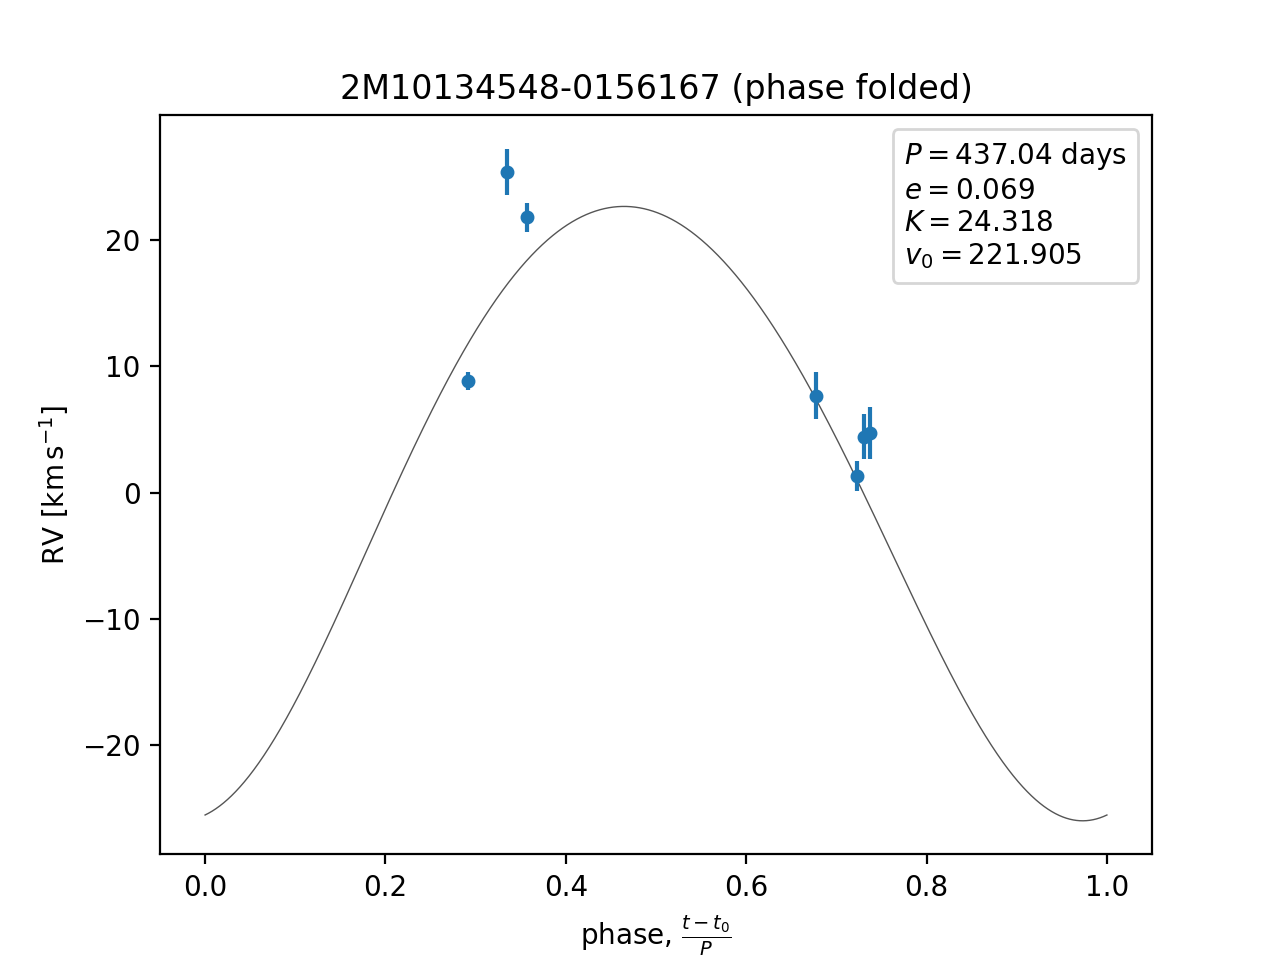 2M10134548-0156167 (phase folded)
P = 437.04 days
e = 0.069
K = 24.318
v₀ = 221.905
RV [km s⁻¹]
20
10
0
−10
−20
0.0 0.2 0.4 0.6 0.8 1.0
phase, (t − t₀)/P